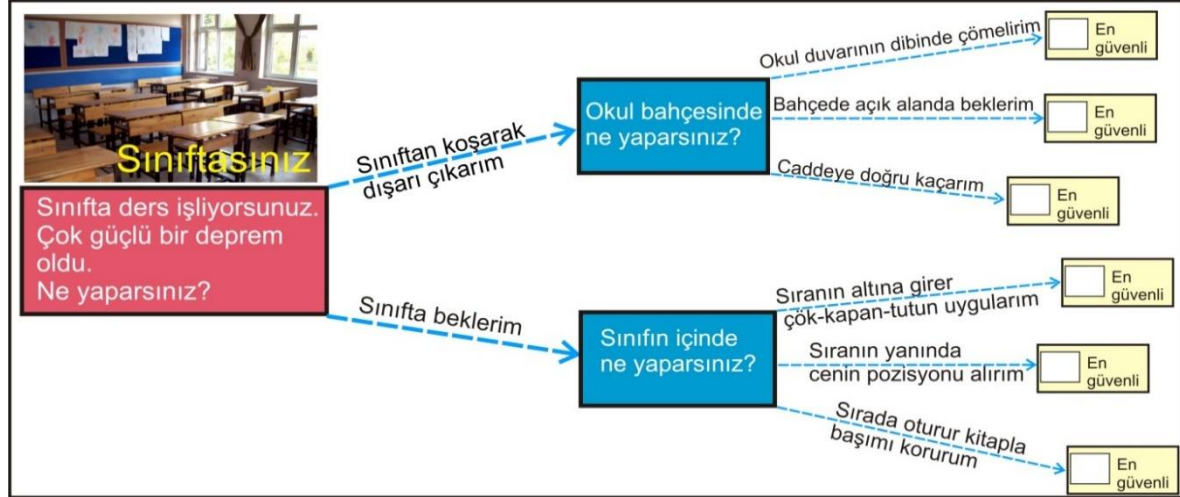 Sınıftasınız
Sınıfta ders işliyorsunuz.
Çok güçlü bir deprem
oldu.
Ne yaparsınız?
Sınıftan koşarak
dışarı çıkarım
Okul bahçesinde
ne yaparsınız?
Okul duvarının dibinde çömelirim
En
güvenli
Bahçede açık alanda beklerim
En
güvenli
Caddeye doğru kaçarım
En
güvenli
Sınıfta beklerim
Sınıfın içinde
ne yaparsınız?
Sıranın altına girer
çök-kapan-tutun uygularım
En
güvenli
Sıranın yanında
cenin pozisyonu alırım
En
güvenli
Sırada oturur kitapla
başımı korurum
En
güvenli